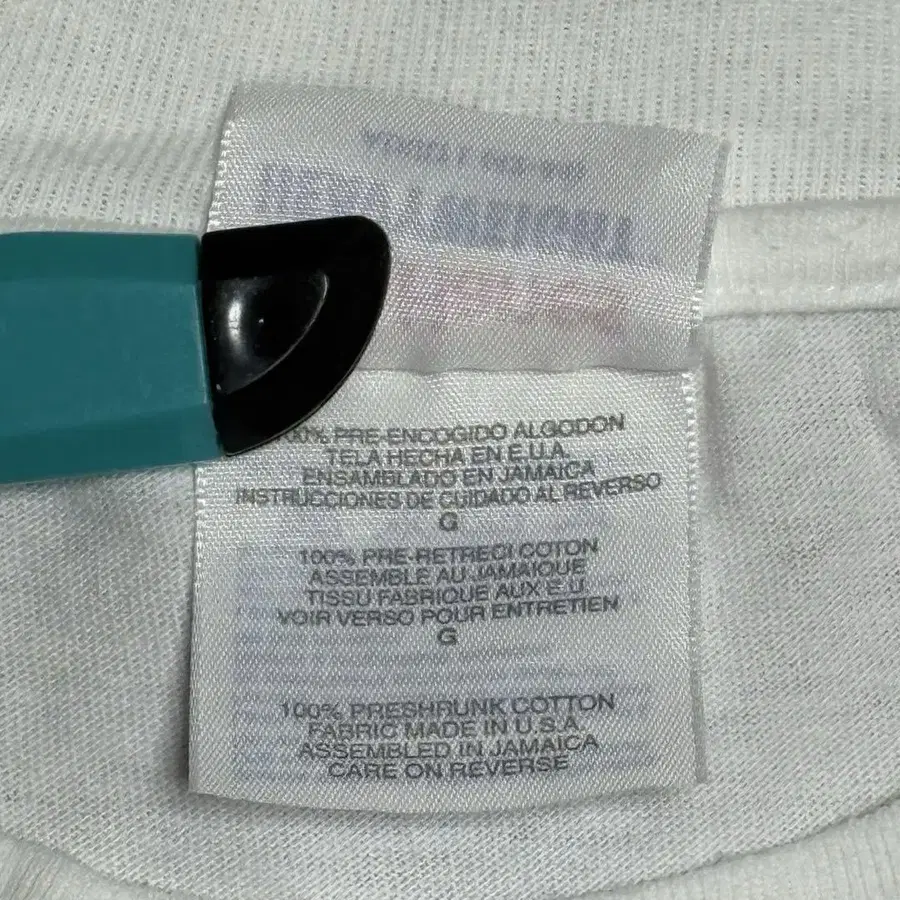 00% PRE-ENCOGIDO ALGODON
TELA HECHA EN E.U.A.
ENSAMBLADO EN JAMAICA
INSTRUCCIONES DE CUIDADO AL REVERSO
G
100% PRE-RETRECI COTON
ASSEMBLE AU JAMAIQUE
TISSU FABRIQUE AUX E.U
VOIR VERSO POUR ENTRETIEN
G
100% PRESHRUNK COTTON
FABRIC MADE IN U.S.A
ASSEMBLED IN JAMAICA
CARE ON REVERSE